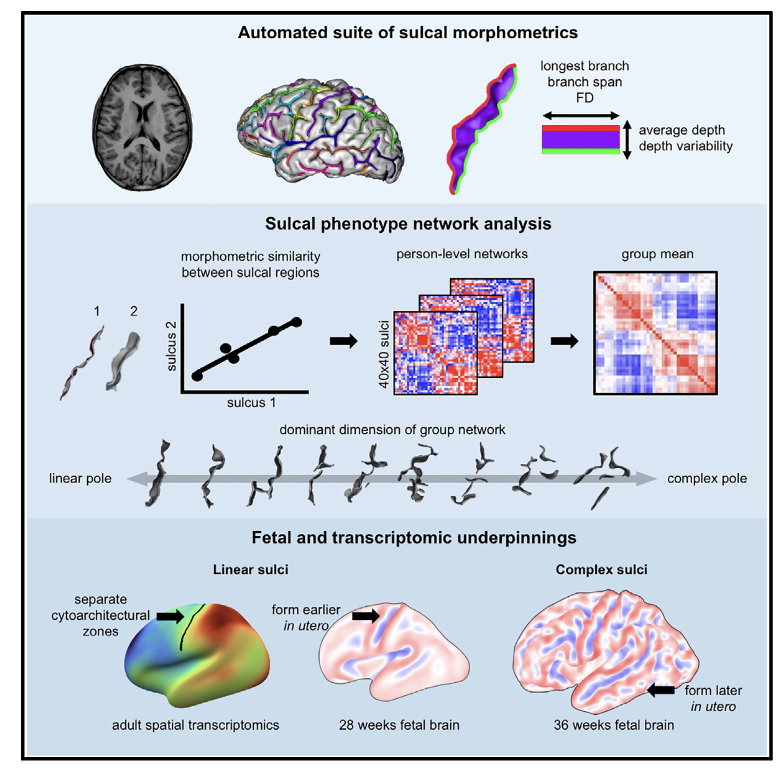 Automated suite of sulcal morphometrics
longest branch
branch span
FD
average depth
depth variability
Sulcal phenotype network analysis
morphometric similarity
between sulcal regions
person-level networks
group mean
1 2
sulcus 2
sulcus 1
40x40 sulci
dominant dimension of group network
linear pole
complex pole
Fetal and transcriptomic underpinnings
Linear sulci
Complex sulci
separate
cytoarchitectural
zones
form earlier
in utero
form later
in utero
adult spatial transcriptomics
28 weeks fetal brain
36 weeks fetal brain